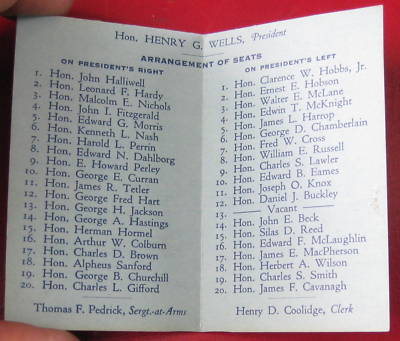 Hon. HENRY G. WELLS, President
ARRANGEMENT OF SEATS
ON PRESIDENT'S RIGHT
1. Hon. John Halliwell
2. Hon. Leonard F. Hardy
3. Hon. Malcolm E. Nichols
4. Hon. John I. Fitzgerald
5. Hon. Edward G. Morris
6. Hon. Kenneth L. Nash
7. Hon. Harold L. Perrin
8. Hon. Edward N. Dahlborg
9. Hon. E. Howard Perley
10. Hon. George E. Curran
11. Hon. James R. Tetler
12. Hon. George Fred Hart
13. Hon. George H. Jackson
14. Hon. George A. Hastings
15. Hon. Herman Hormel
16. Hon. Arthur W. Colburn
17. Hon. Charles D. Brown
18. Hon. Alpheus Sanford
19. Hon. George B. Churchill
20. Hon. Charles L. Gifford
Thomas F. Pedrick, Sergt.-at-Arms
ON PRESIDENT'S LEFT
1. Hon. Clarence W. Hobbs, Jr.
2. Hon. Ernest E. Hobson
3. Hon. Walter E. McLane
4. Hon. Edwin T. McKnight
5. Hon. James L. Harrop
6. Hon. George D. Chamberlain
7. Hon. Fred W. Cross
8. Hon. William E. Russell
9. Hon. Charles S. Lawler
10. Hon. Edward B. Eames
11. Hon. Joseph O. Knox
12. Hon. Daniel J. Buckley
13. Vacant
14. Hon. John E. Beck
15. Hon. Silas D. Reed
16. Hon. Edward F. McLaughlin
17. Hon. James E. MacPherson
18. Hon. Herbert A. Wilson
19. Hon. Charles S. Smith
20. Hon. James F. Cavanagh
Henry D. Coolidge, Clerk